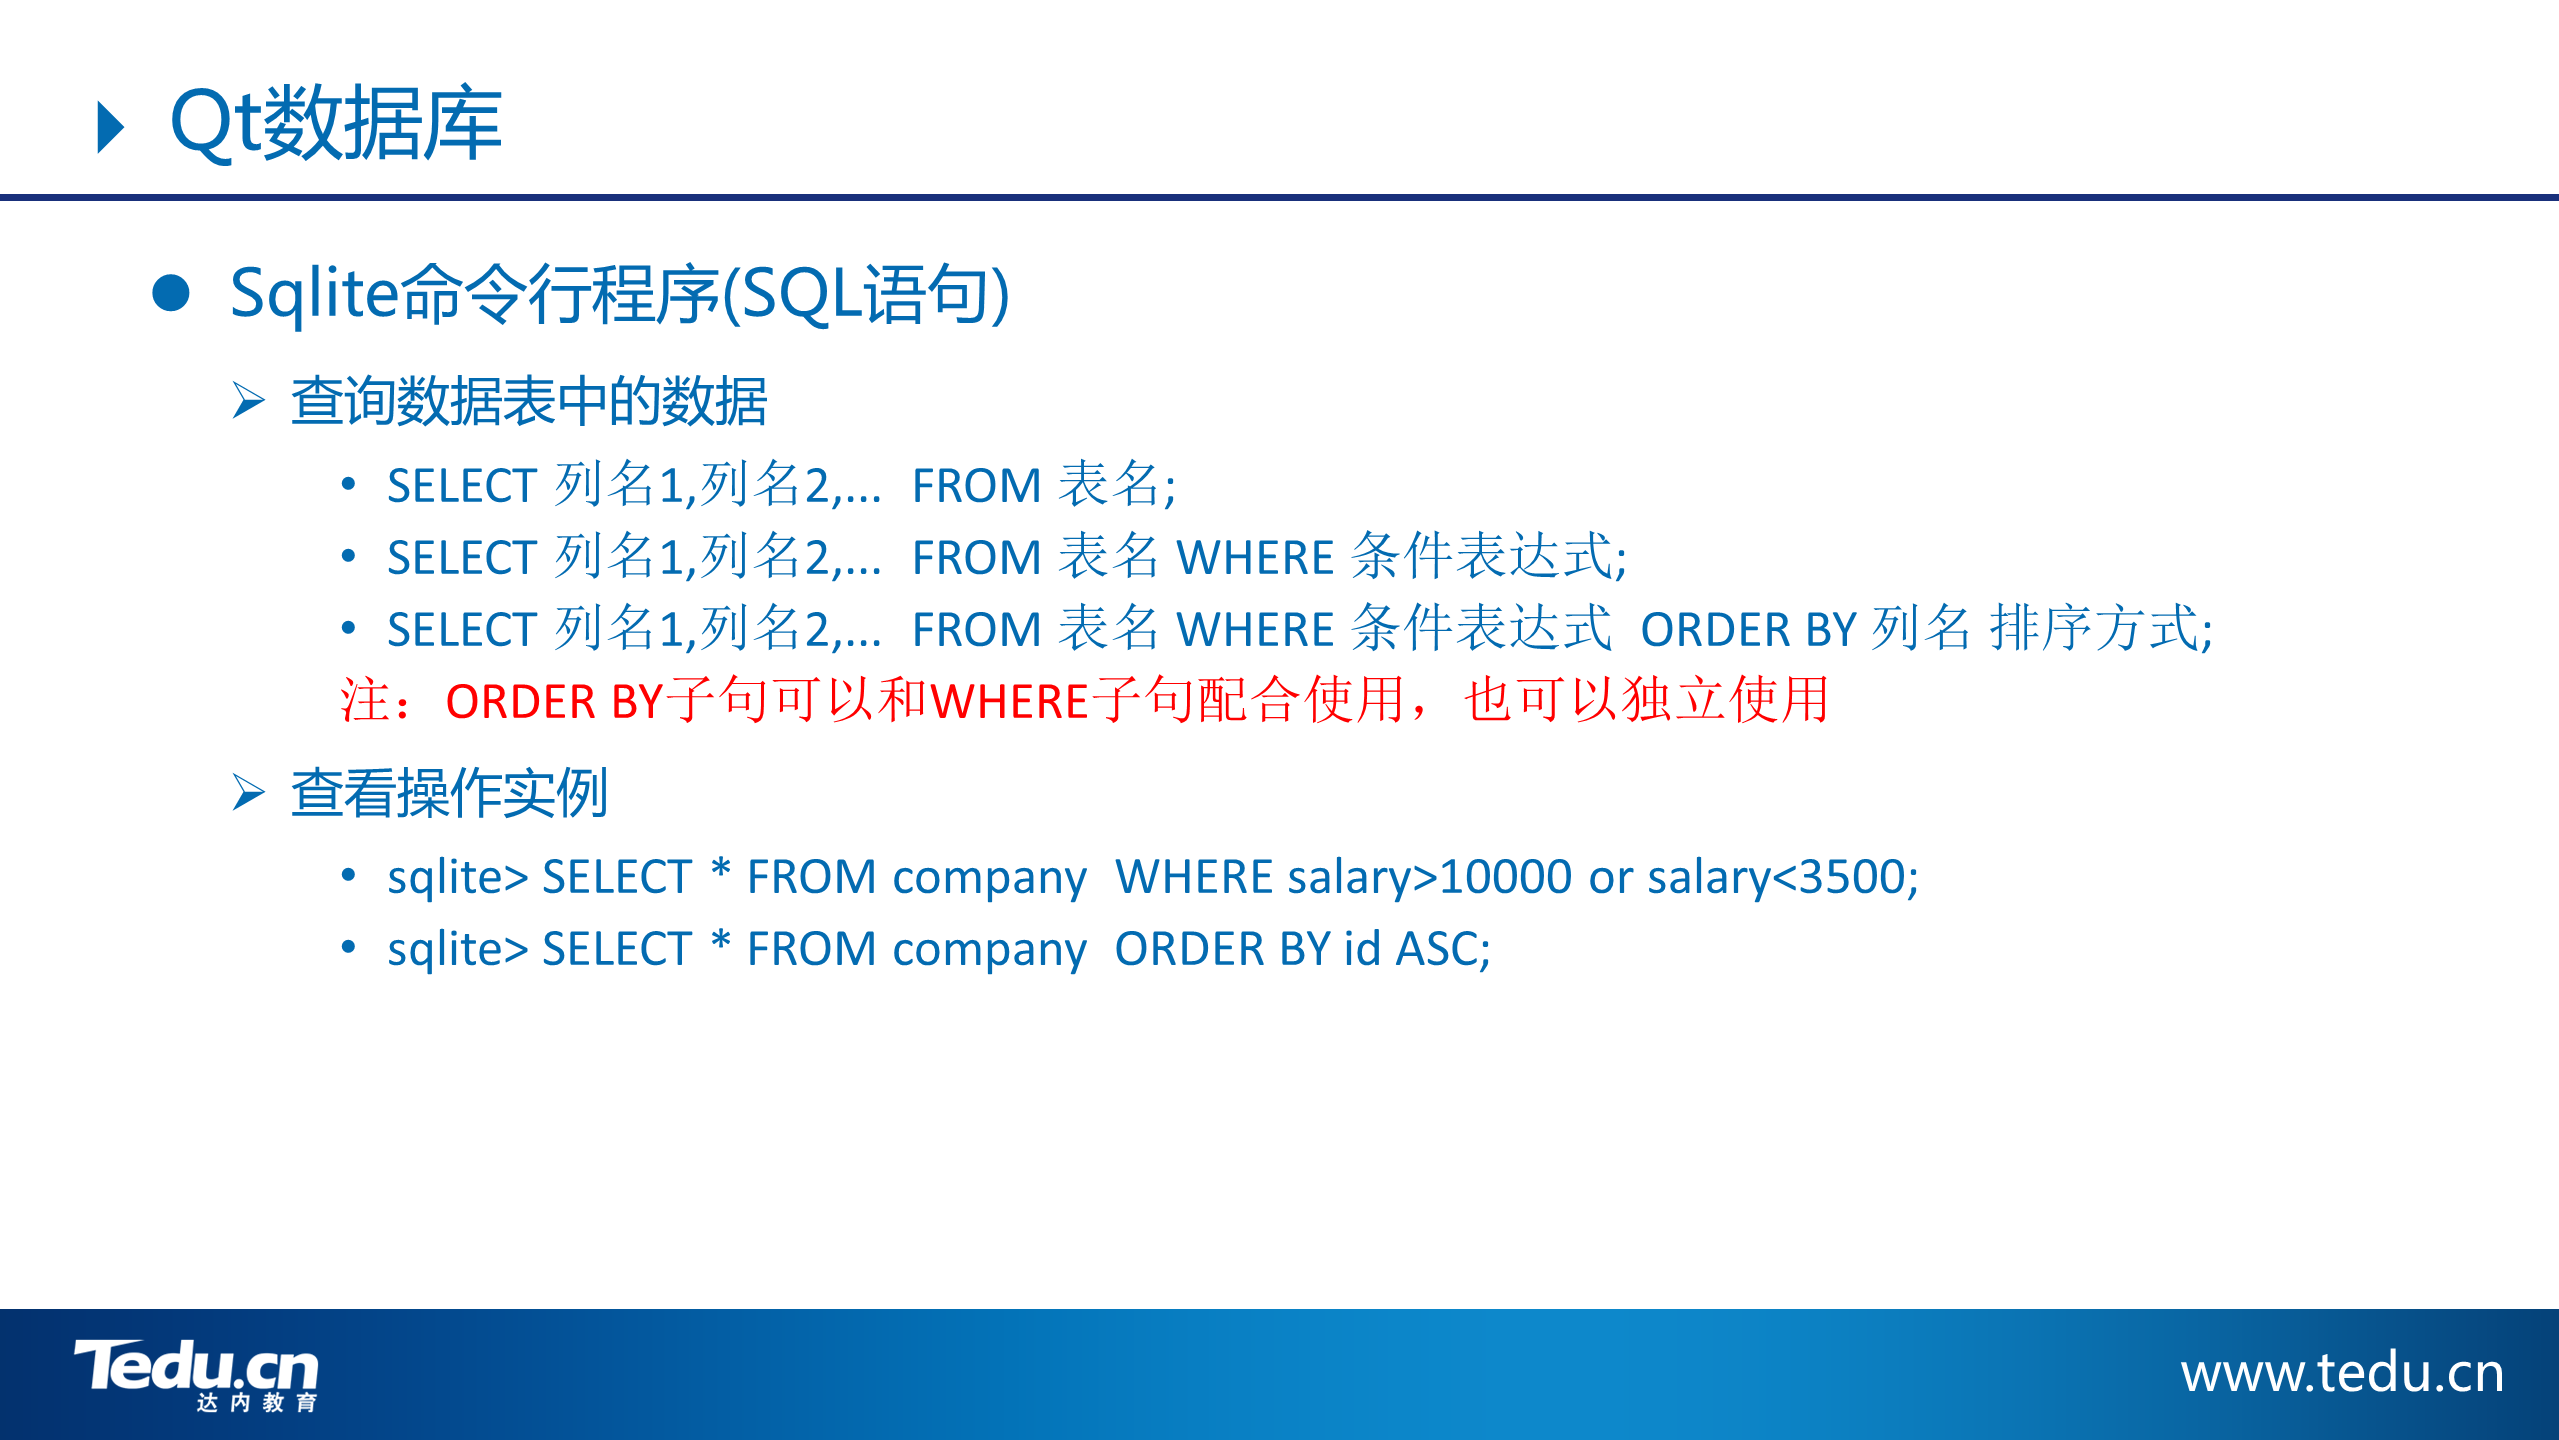 Qt数据库
Sqlite命令行程序(SQL语句)
查询数据表中的数据
SELECT 列名1,列名2,... FROM 表名;
SELECT 列名1,列名2,... FROM 表名 WHERE 条件表达式;
SELECT 列名1,列名2,... FROM 表名 WHERE 条件表达式 ORDER BY 列名 排序方式;
注：ORDER BY子句可以和WHERE子句配合使用，也可以独立使用
查看操作实例
sqlite> SELECT * FROM company WHERE salary>10000 or salary<3500;
sqlite> SELECT * FROM company ORDER BY id ASC;
Tedu.cn
达内教育
www.tedu.cn